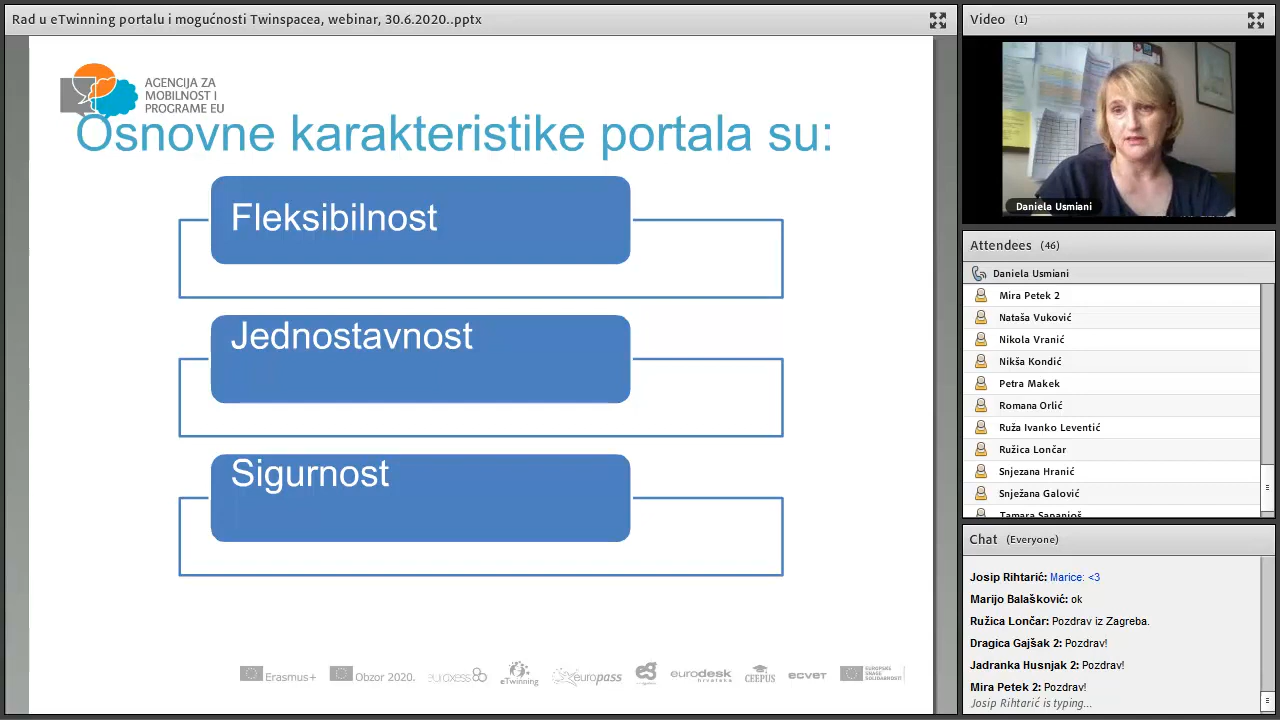 Rad u eTwinning portalu i mogućnosti Twinspacea, webinar, 30.6.2020..pptx
AGENCIJA ZA
MOBILNOST I
PROGRAME EU
Osnovne karakteristike portala su:
Fleksibilnost
Jednostavnost
Sigurnost
Erasmus+
Obzor 2020.
euraxess
eTwinning
europass
eurodesk
hrvatska
CEEPUS
ECVET
EUROPSKE
SNAGE
SOLIDARNOSTI
Video (1)
Daniela Usmiani
Attendees (46)
Daniela Usmiani
Mira Petek 2
Nataša Vuković
Nikola Vranić
Nikša Kondić
Petra Makek
Romana Orlić
Ruža Ivanko Leventić
Ružica Lončar
Snjezana Hranić
Snježana Galović
Chat (Everyone)
Josip Rihtarić: Marice: <3
Marijo Balašković: ok
Ružica Lončar: Pozdrav iz Zagreba.
Dragica Gajšak 2: Pozdrav!
Jadranka Husnjak 2: Pozdrav!
Mira Petek 2: Pozdrav!
Josip Rihtarić is typing...